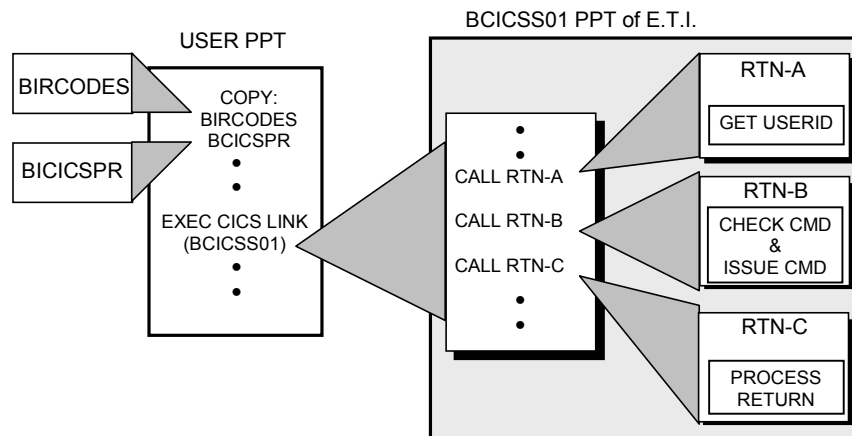 BCICSS01 PPT of E.T.I.
USER PPT
BIRCODES
BICICSPR
COPY:
BIRCODES
BCICSPR
EXEC CICS LINK
(BCICSS01)
CALL RTN-A
CALL RTN-B
CALL RTN-C
RTN-A
GET USERID
RTN-B
CHECK CMD
&
ISSUE CMD
RTN-C
PROCESS
RETURN